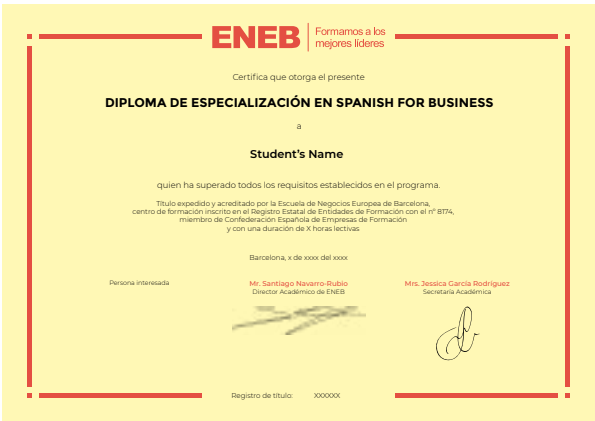 ENEB
Formamos a los
mejores líderes
Certifica que otorga el presente
DIPLOMA DE ESPECIALIZACIÓN EN SPANISH FOR BUSINESS
a
Student's Name
quien ha superado todos los requisitos establecidos en el programa.
Título expedido y acreditado por la Escuela de Negocios Europea de Barcelona,
centro de formación inscrito en el Registro Estatal de Entidades de Formación con el nº 8174,
miembro de Confederación Española de Empresas de Formación
y con una duración de X horas lectivas
Barcelona, x de xxxx del xxxx
Persona interesada
Mr. Santiago Navarro-Rubio
Director Académico de ENEB
Mrs. Jessica García Rodríguez
Secretaría Académica
Registro de título: XXXXXX